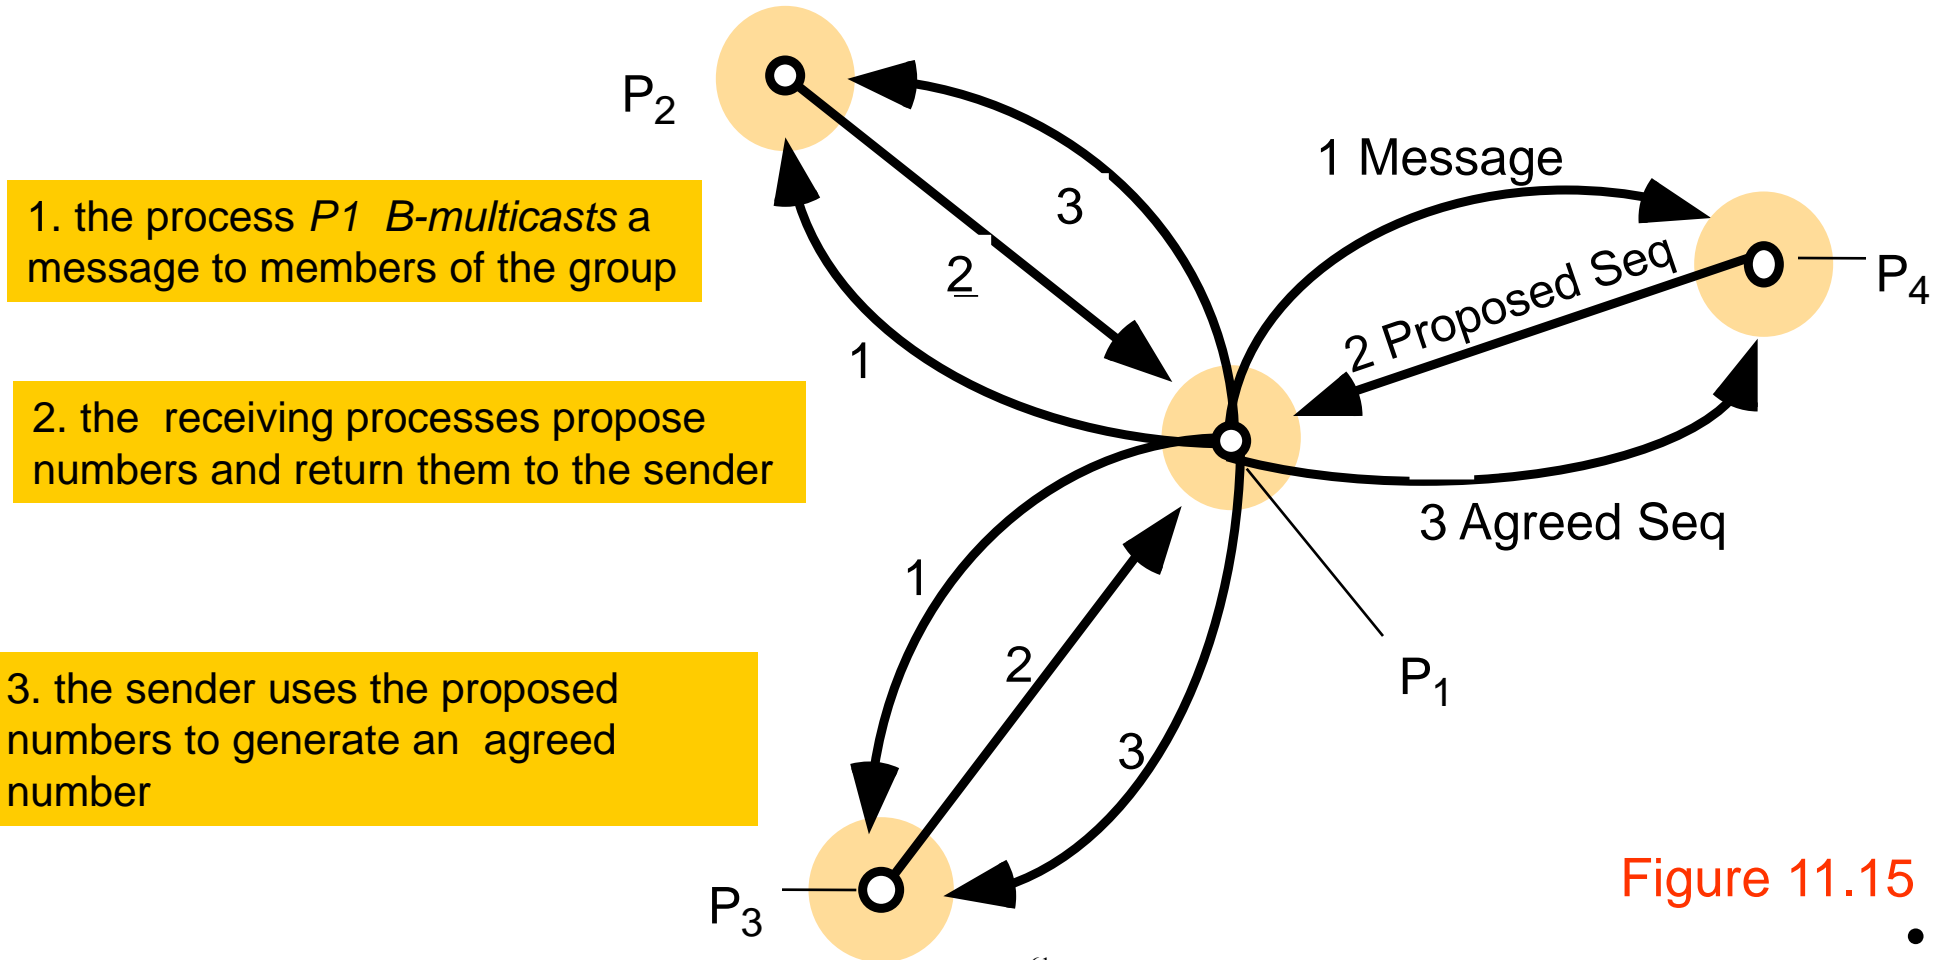 P2
1 Message
1. the process P1 B-multicasts a
message to members of the group
3
2
2 Proposed Seq
P4
1
2. the receiving processes propose
numbers and return them to the sender
3 Agreed Seq
1
2
P1
3. the sender uses the proposed
numbers to generate an agreed
number
3
P3
Figure 11.15
•